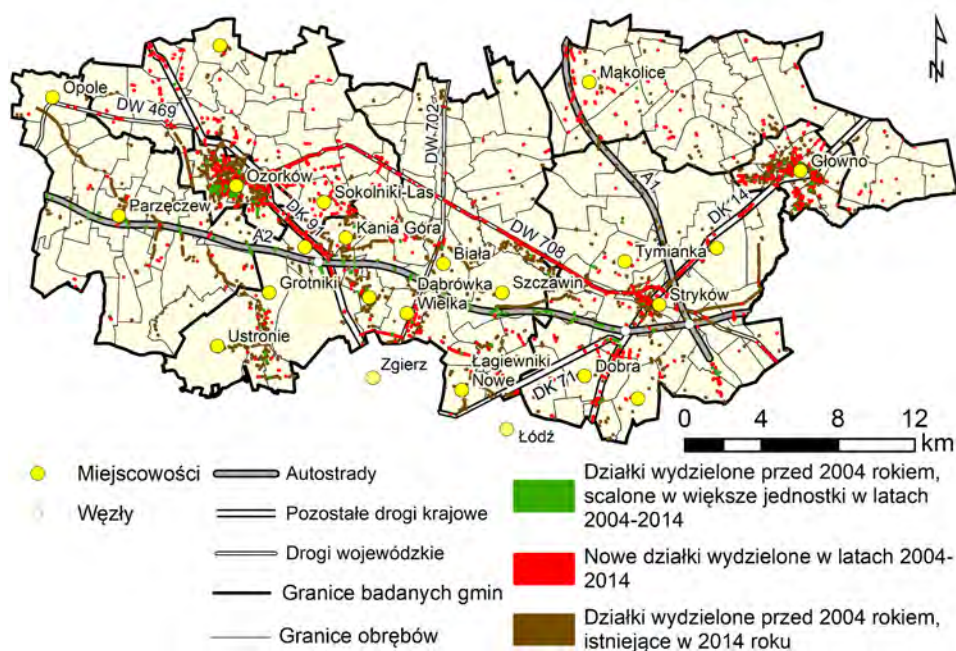 Mąkolice
Opole
DW 469
DW 702
A1
Głowno
Ozorków
Sokolniki-Las
DK 14
Parzęczew
DK 91
Kania Góra
A2
DW 708
Biała
Tymianka
Grotniki
Dąbrówka
Wielka
Szczawin
Stryków
Ustronie
Zgierz
Łagiewniki
Nowe
DK 71
Dobra
Łódź
0 4 8 12
km
Miejscowości
Węzły
Autostrady
Pozostałe drogi krajowe
Drogi wojewódzkie
Granice badanych gmin
Granice obrębów
Działki wydzielone przed 2004 rokiem,
scalone w większe jednostki w latach
2004-2014
Nowe działki wydzielone w latach 2004-
2014
Działki wydzielone przed 2004 rokiem,
istniejące w 2014 roku